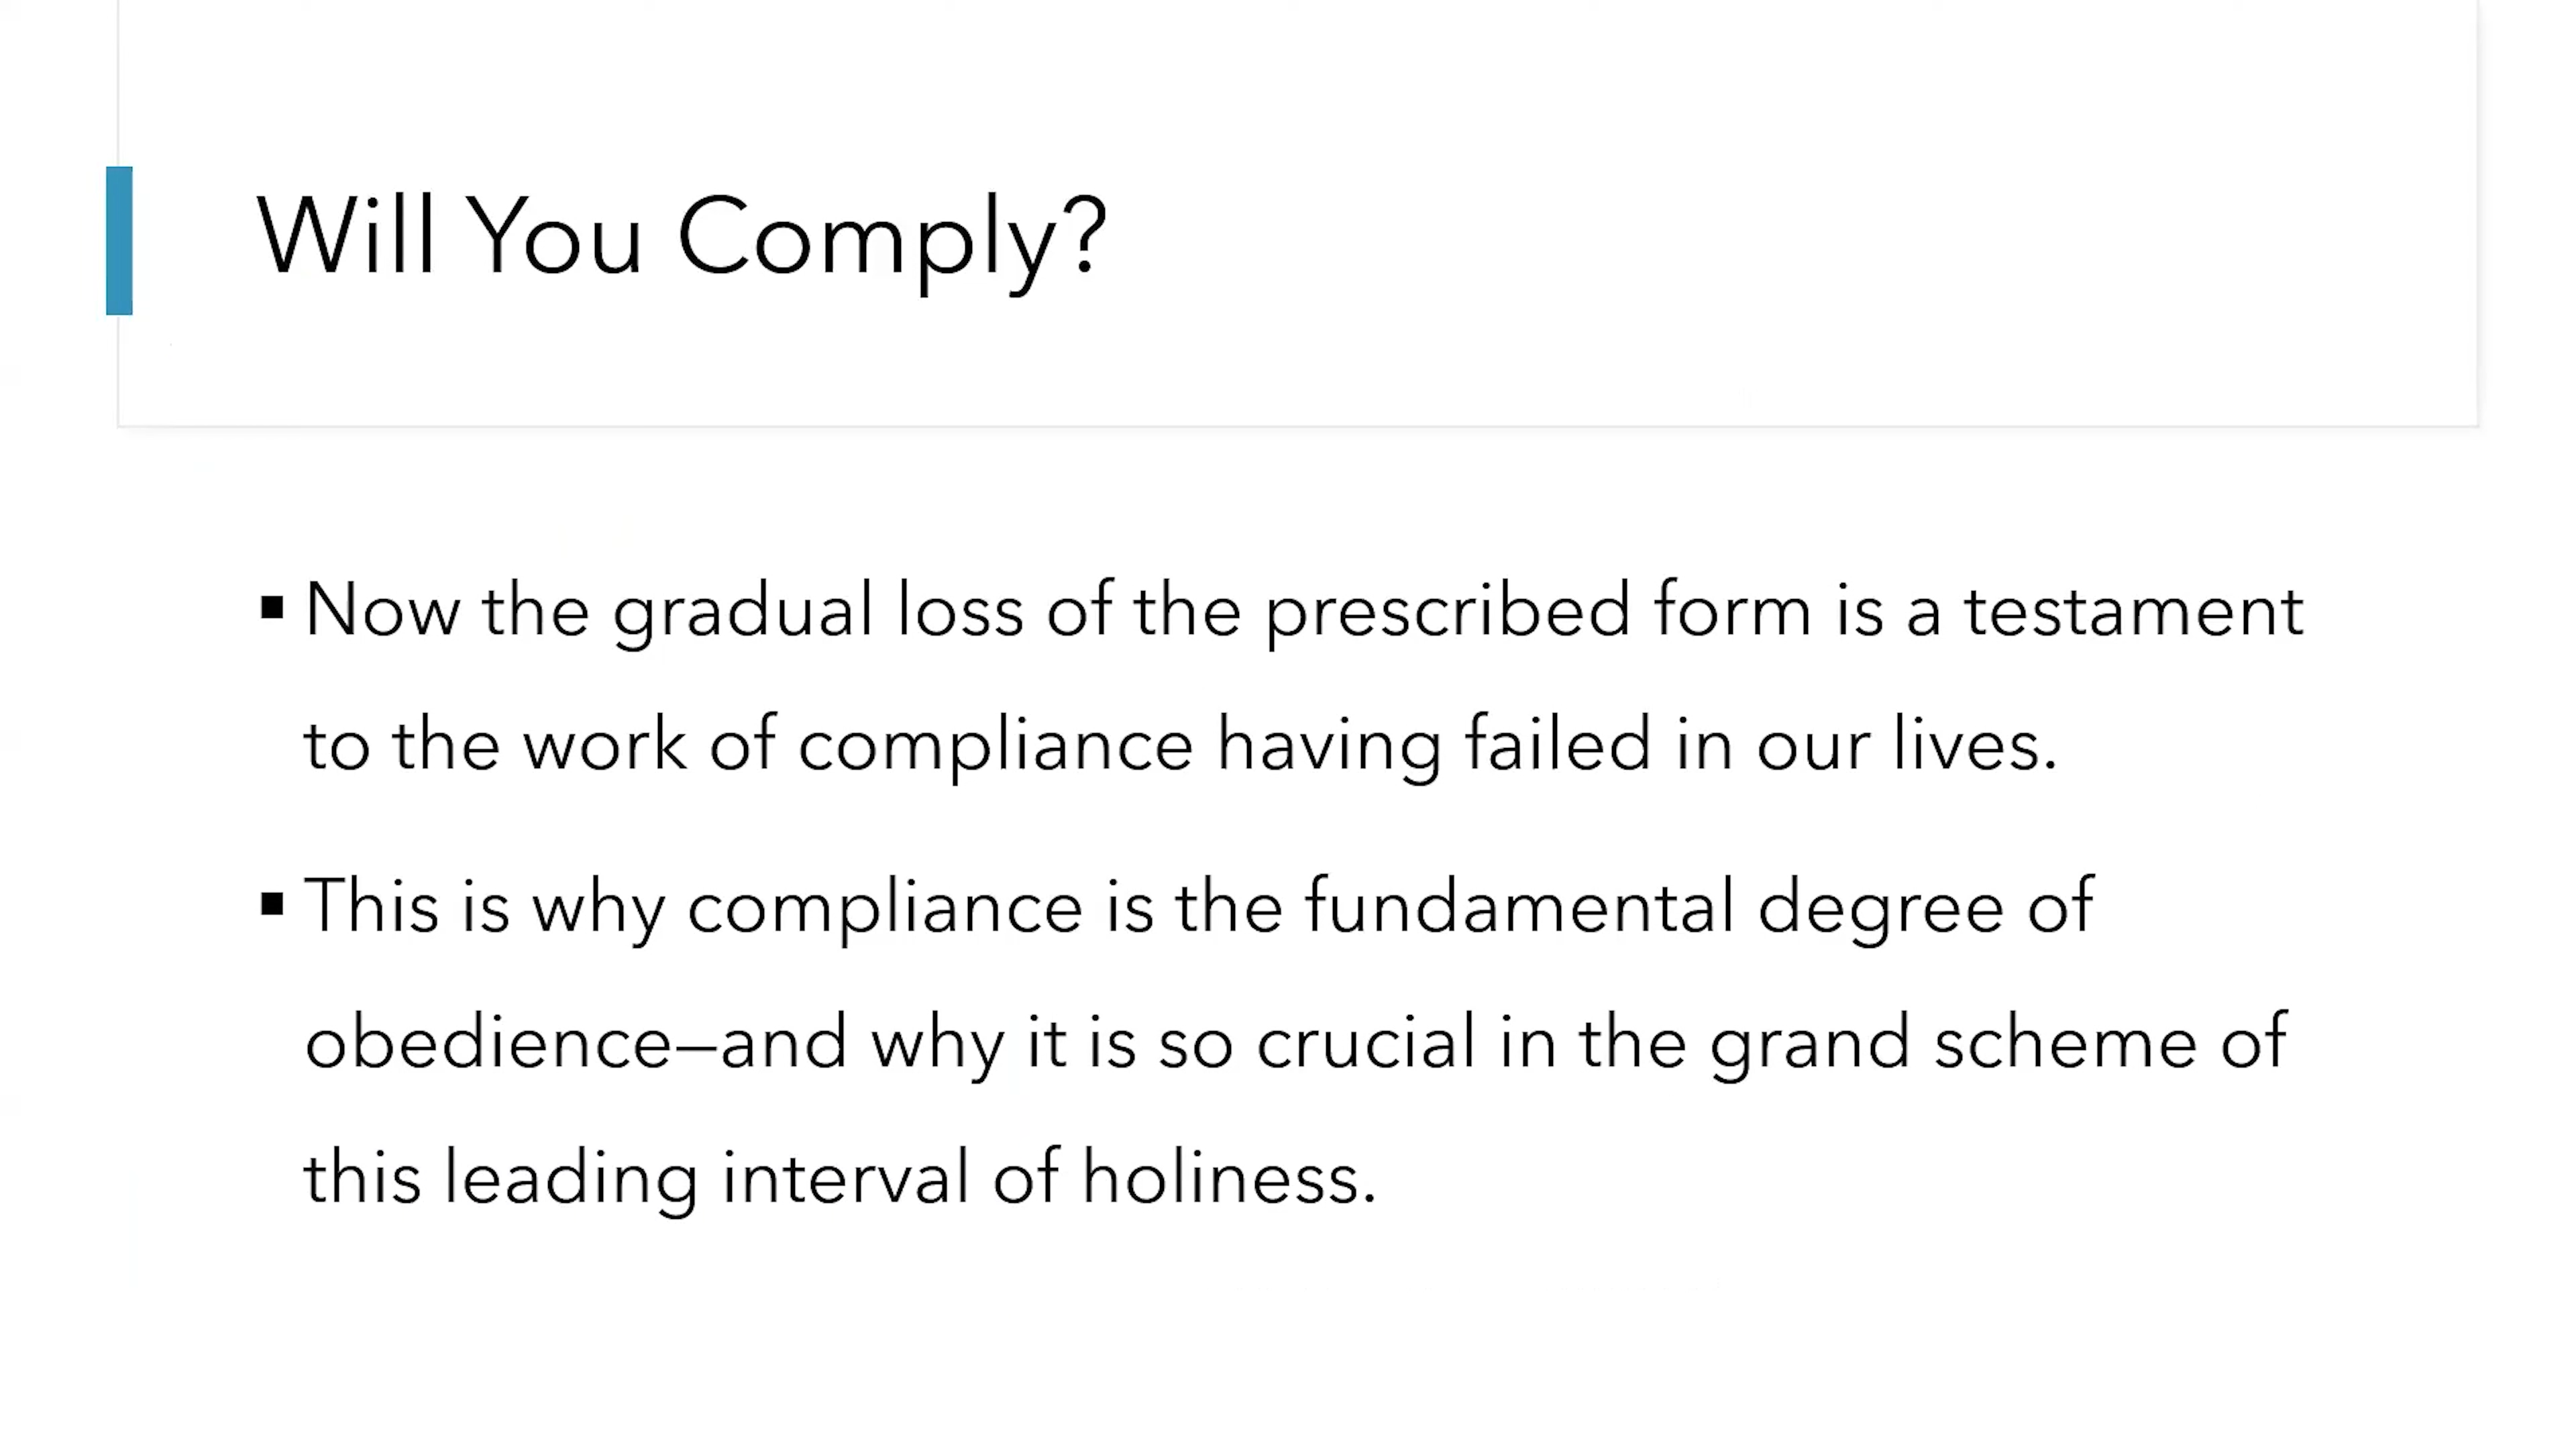 Will You Comply?
▪ Now the gradual loss of the prescribed form is a testament
to the work of compliance having failed in our lives.
▪ This is why compliance is the fundamental degree of
obedience—and why it is so crucial in the grand scheme of
this leading interval of holiness.